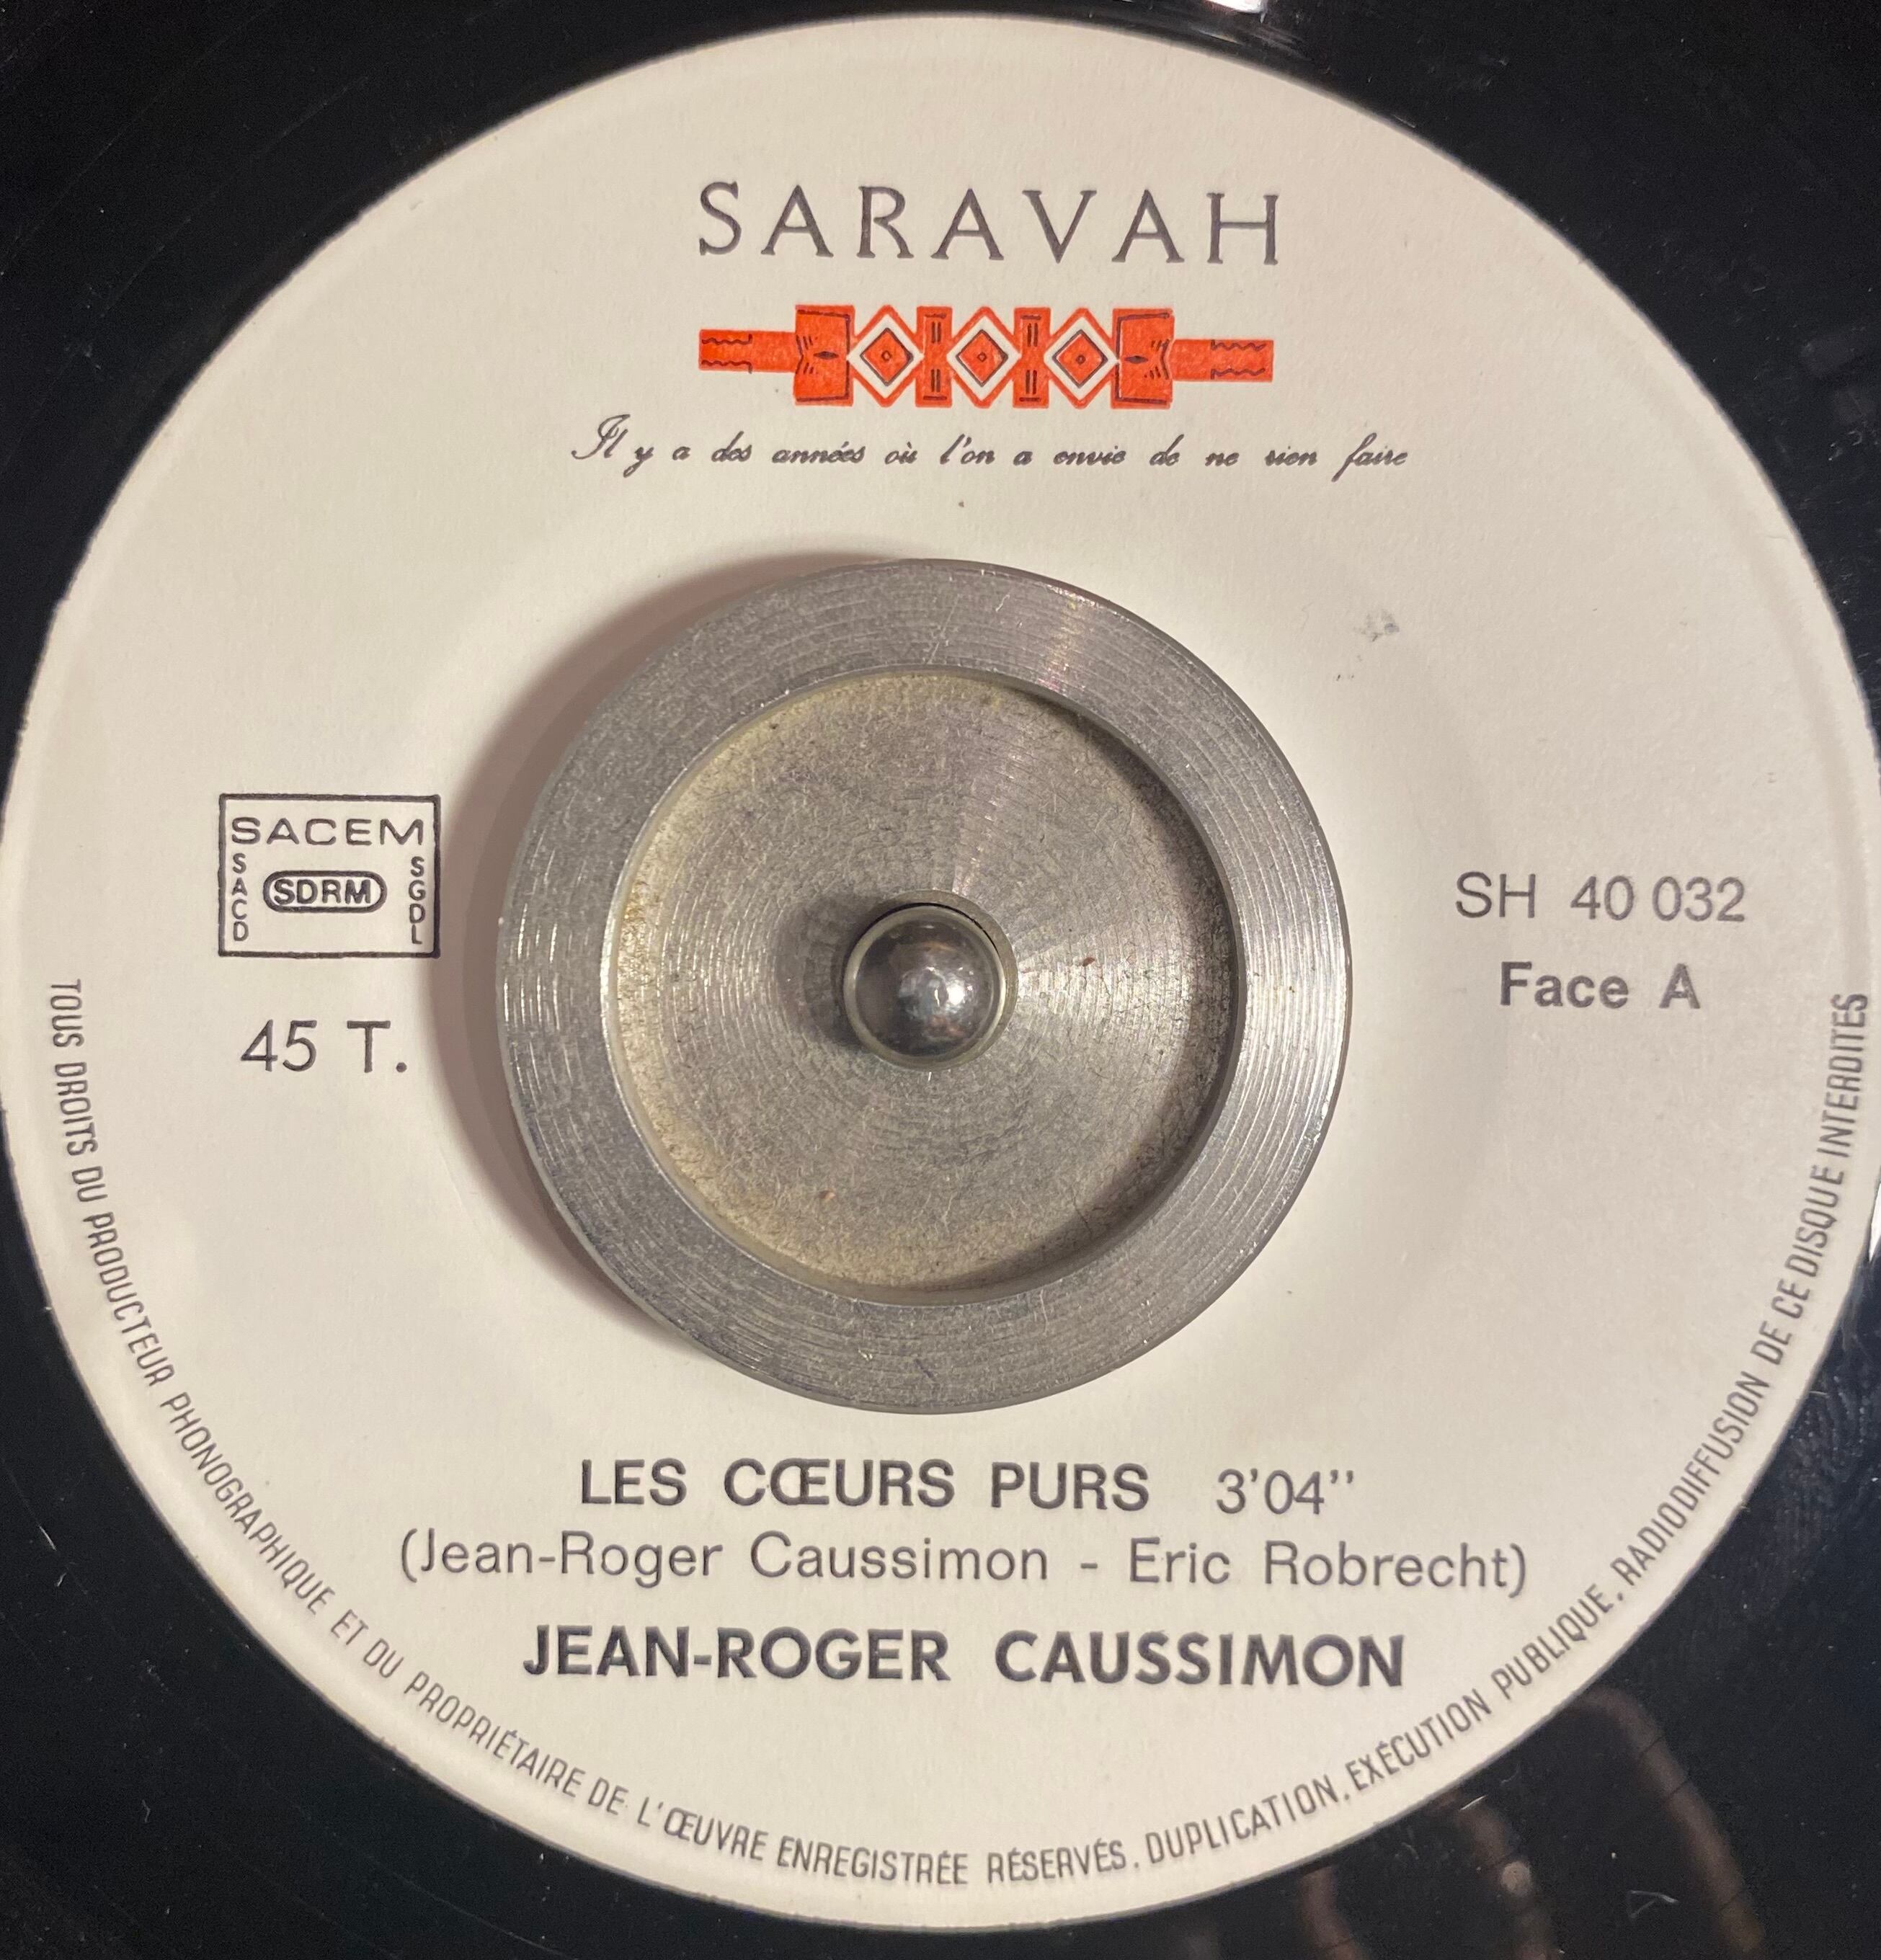 SARAVAH
Il y a des années où l'on a envie de ne rien faire
SACEM
SACD
SDRM
SGDL
45 T.
SH 40 032
Face A
LES CŒURS PURS 3'04''
(Jean-Roger Caussimon - Eric Robrecht)
JEAN-ROGER CAUSSIMON
TOUS DROITS DU PRODUCTEUR PHONOGRAPHIQUE ET DU PROPRIÉTAIRE DE L'ŒUVRE ENREGISTRÉE RÉSERVÉS. DUPLICATION, EXÉCUTION PUBLIQUE, RADIODIFFUSION DE CE DISQUE INTERDITES